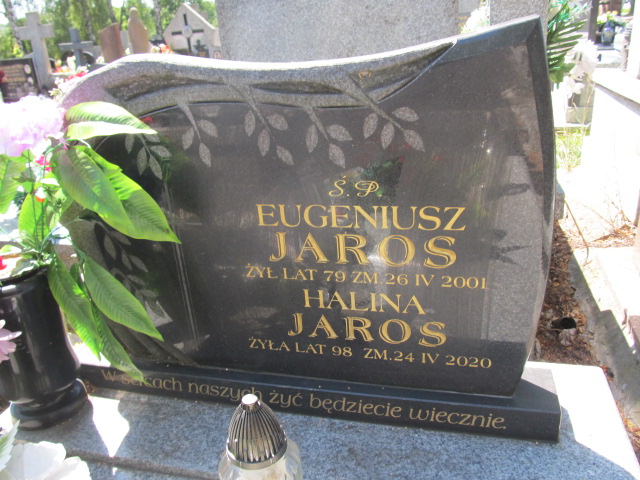 Ś. P.
EUGENIUSZ
JAROS
ŻYŁ LAT 79 ZM. 26 IV 2001
HALINA
JAROS
ŻYŁA LAT 98 ZM. 24 IV 2020
W sercach naszych żyć będziecie wiecznie.